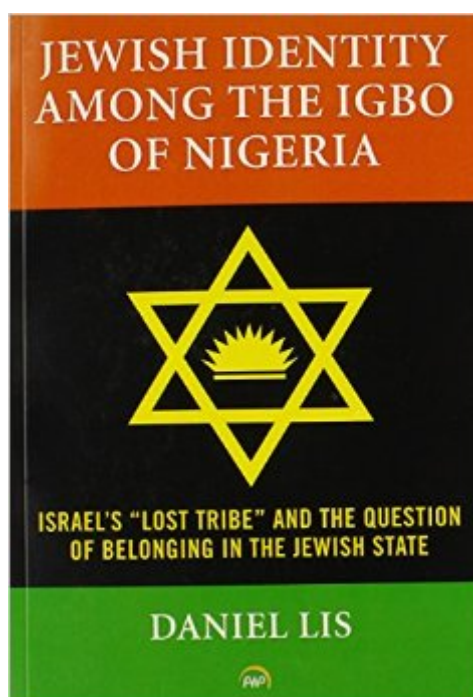 JEWISH IDENTITY
AMONG THE IGBO
OF NIGERIA
ISRAEL'S "LOST TRIBE" AND THE QUESTION
OF BELONGING IN THE JEWISH STATE
DANIEL LIS
AWP